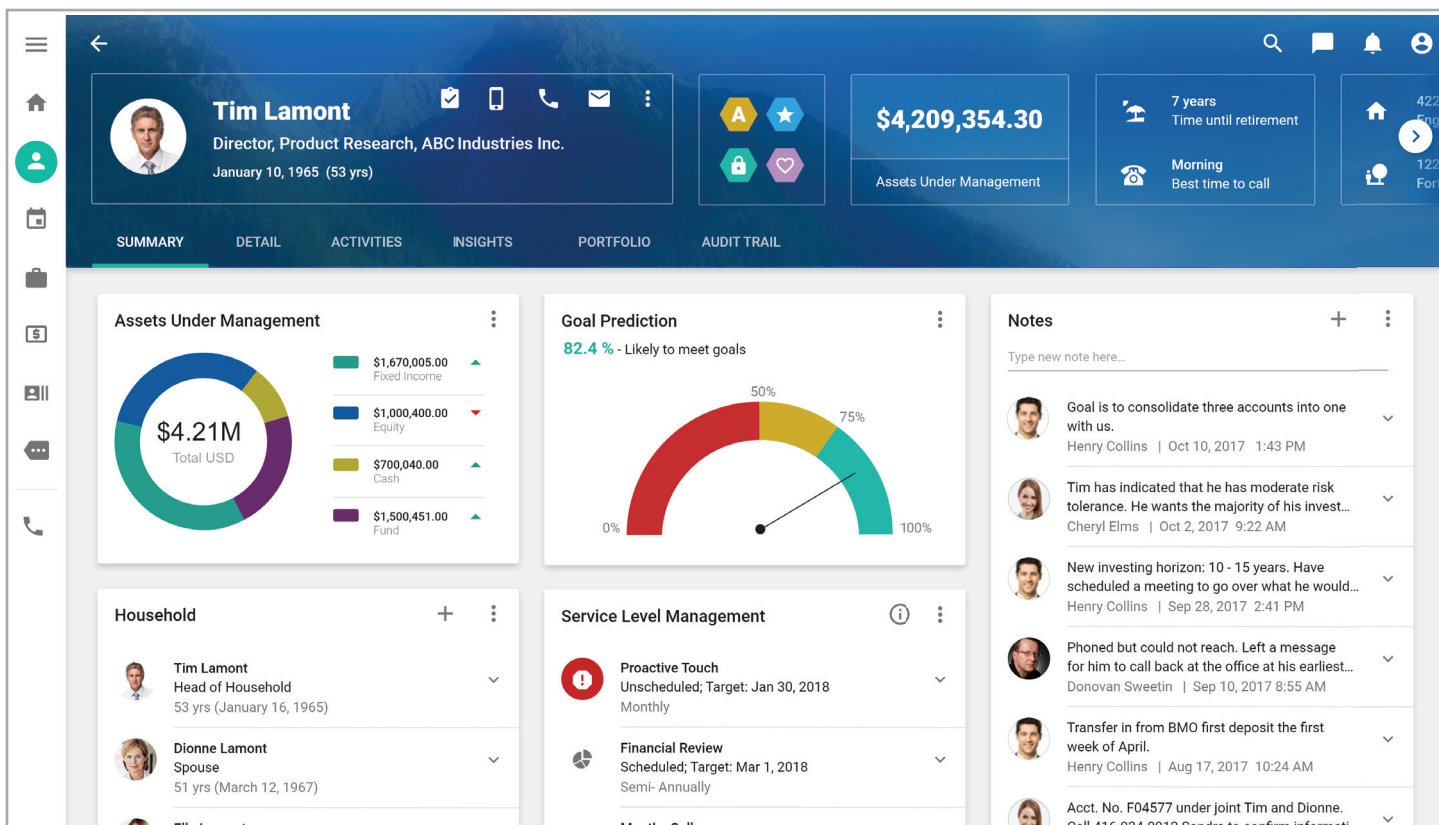 Tim Lamont
Director, Product Research, ABC Industries Inc.
January 10, 1965 (53 yrs)
A
$4,209,354.30
Assets Under Management
7 years
Time until retirement
Morning
Best time to call
422
Eng
122
For
SUMMARY
DETAIL
ACTIVITIES
INSIGHTS
PORTFOLIO
AUDIT TRAIL
Assets Under Management
$4.21M
Total USD
$1,670,005.00
Fixed Income
$1,000,400.00
Equity
$700,040.00
Cash
$1,500,451.00
Fund
Goal Prediction
82.4 % - Likely to meet goals
0%
50%
75%
100%
Notes
Type new note here...
Goal is to consolidate three accounts into one
with us.
Henry Collins | Oct 10, 2017 1:43 PM
Tim has indicated that he has moderate risk
tolerance. He wants the majority of his invest...
Cheryl Elms | Oct 2, 2017 9:22 AM
New investing horizon: 10 - 15 years. Have
scheduled a meeting to go over what he would...
Henry Collins | Sep 28, 2017 2:41 PM
Phoned but could not reach. Left a message
for him to call back at the office at his earliest...
Donovan Sweetin | Sep 10, 2017 8:55 AM
Transfer in from BMO first deposit the first
week of April.
Henry Collins | Aug 17, 2017 10:24 AM
Acct. No. F04577 under joint Tim and Dionne.
Household
Tim Lamont
Head of Household
53 yrs (January 16, 1965)
Dionne Lamont
Spouse
51 yrs (March 12, 1967)
Service Level Management
Proactive Touch
Unscheduled; Target: Jan 30, 2018
Monthly
Financial Review
Scheduled; Target: Mar 1, 2018
Semi- Annually